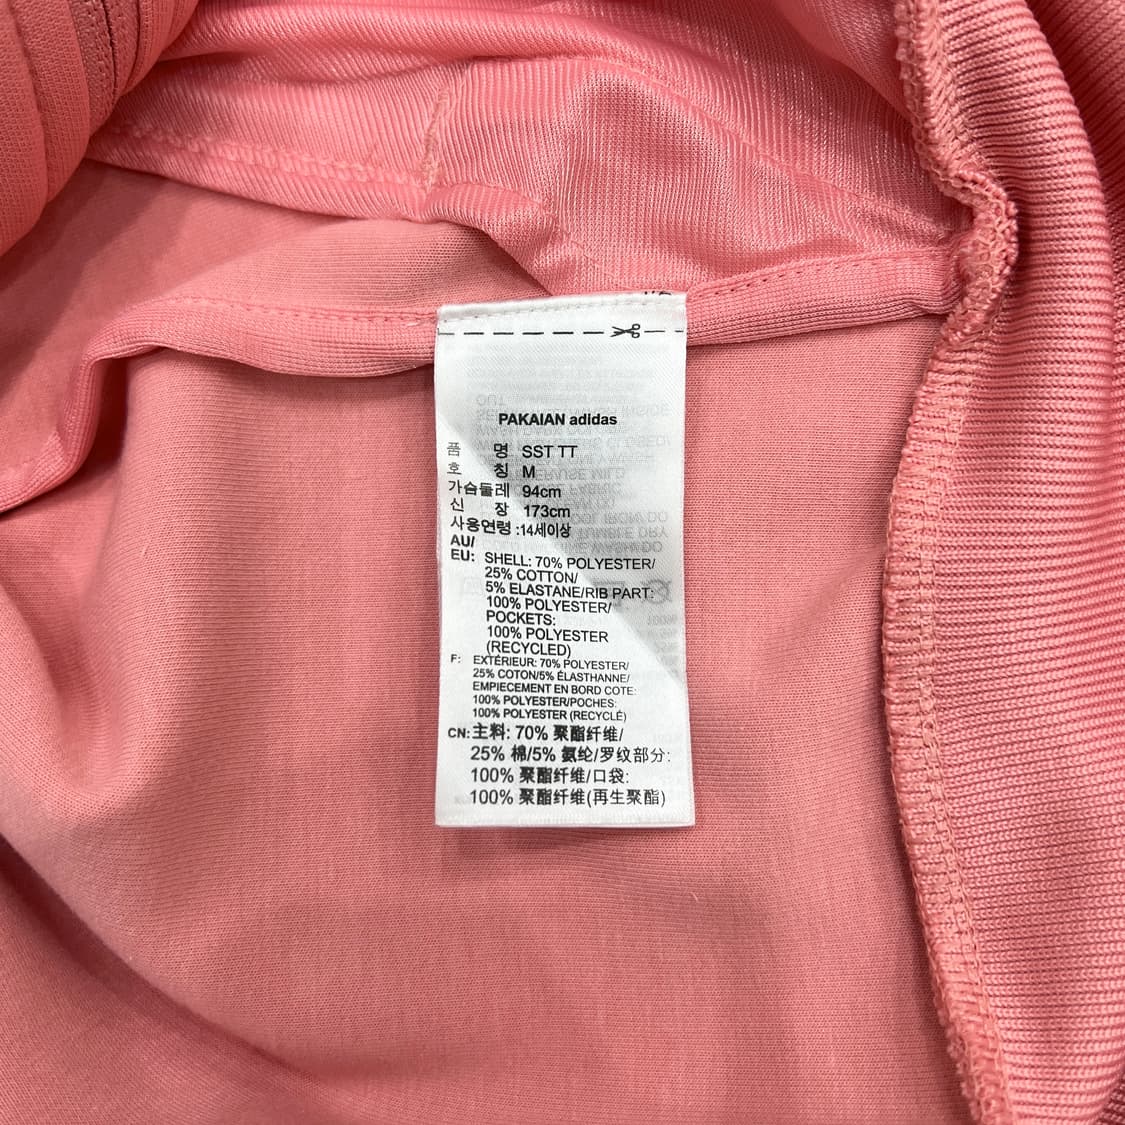 PAKAIAN adidas
품 명 SST TT
호 칭 M
가슴둘레 94cm
신 장 173cm
사용연령 :14세이상
AU/
EU: SHELL: 70% POLYESTER/
25% COTTON/
5% ELASTANE/RIB PART:
100% POLYESTER/
POCKETS:
100% POLYESTER
(RECYCLED)
F: EXTÉRIEUR: 70% POLYESTER/
25% COTON/5% ÉLASTHANNE/
EMPIECEMENT EN BORD COTE:
100% POLYESTER/POCHES:
100% POLYESTER (RECYCLÉ)
CN: 主料: 70% 聚酯纤维/
25% 棉/5% 氨纶/罗纹部分:
100% 聚酯纤维/口袋:
100% 聚酯纤维(再生聚酯)